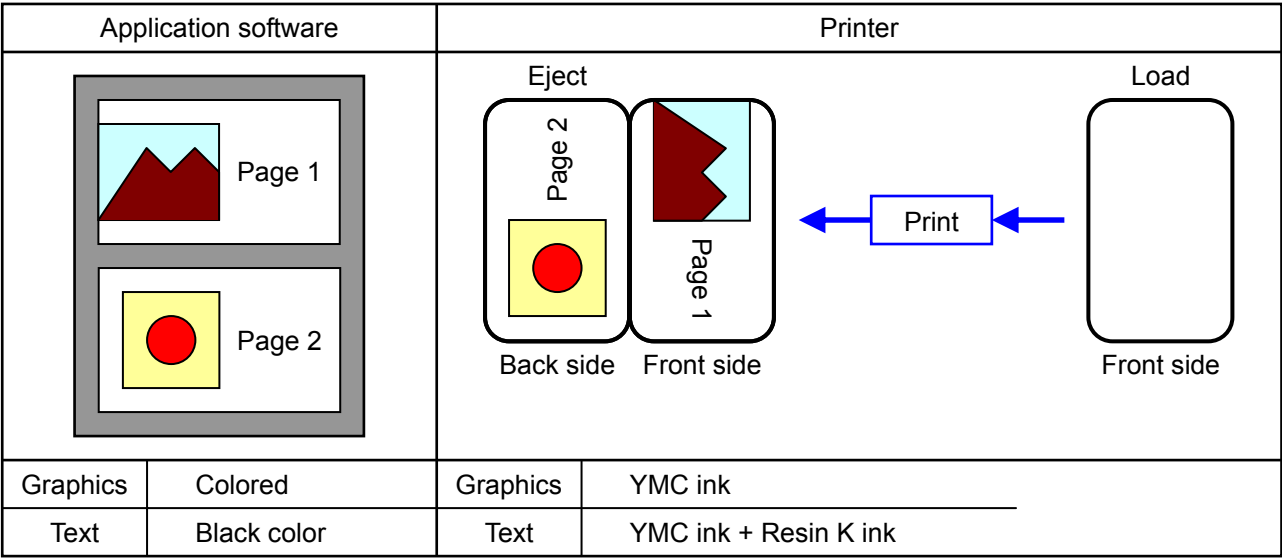 Application software
Printer
Page 1
Page 2
Eject
Load
Page 2
Page 1
Print
Back side
Front side
Front side
Graphics
Colored
Graphics
YMC ink
Text
Black color
Text
YMC ink + Resin K ink